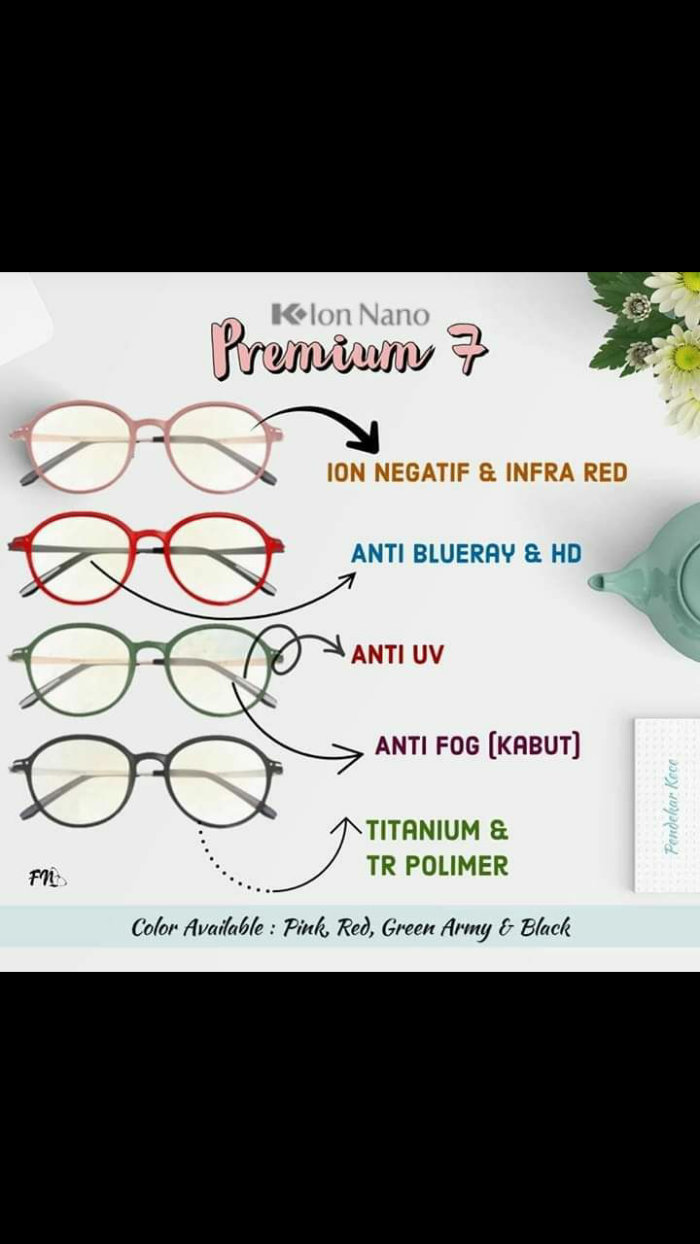 K Ion Nano
Premium 7
ION NEGATIF & INFRA RED
ANTI BLUERAY & HD
ANTI UV
ANTI FOG (KABUT)
TITANIUM &
TR POLIMER
Pendekar Kece
FN
Color Available : Pink, Red, Green Army & Black